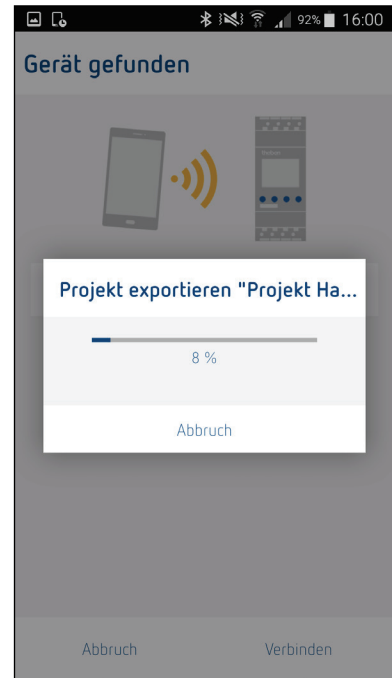 92% 16:00
Gerät gefunden
Projekt exportieren "Projekt Ha...
8 %
Abbruch
Abbruch Verbinden